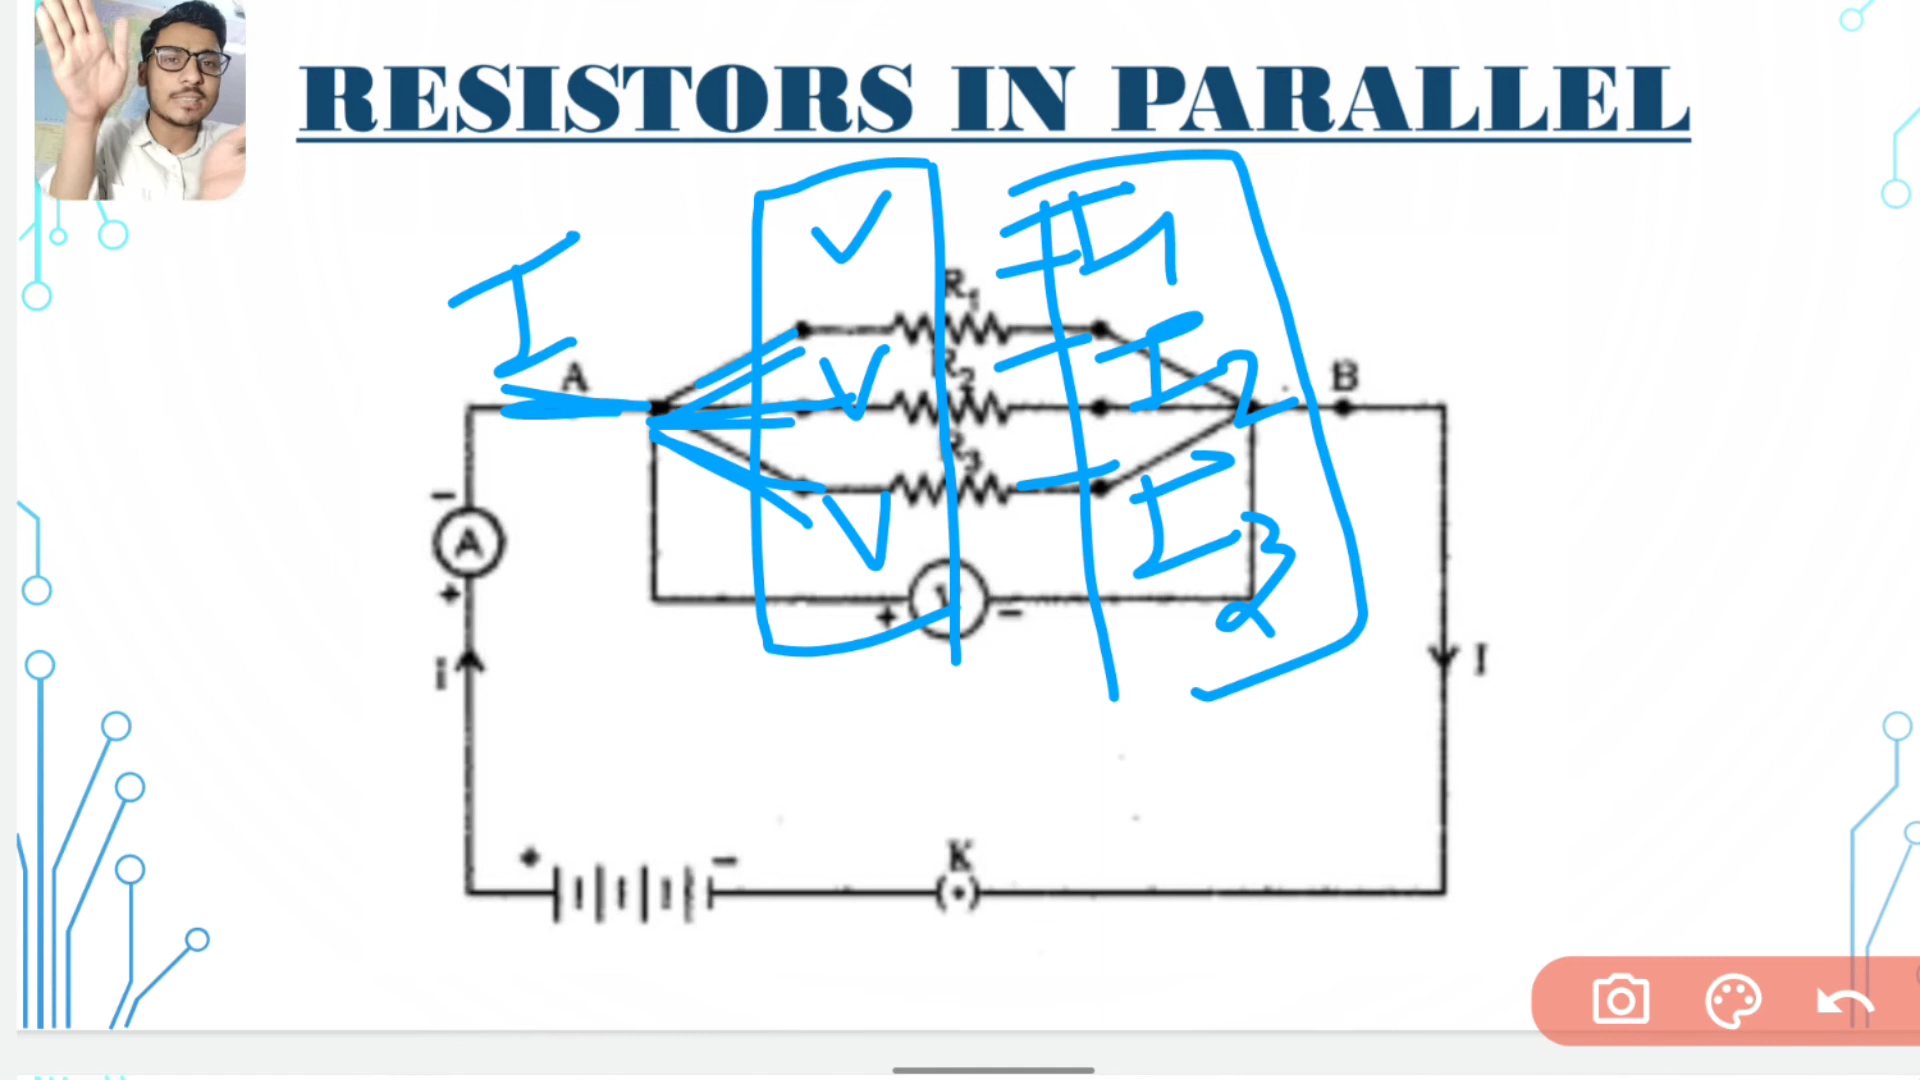 RESISTORS IN PARALLEL
V
I1
I
R1
A
V
R2
I2
B
R3
I3
V
−
A
+
V
+ −
I
I
+ −
K